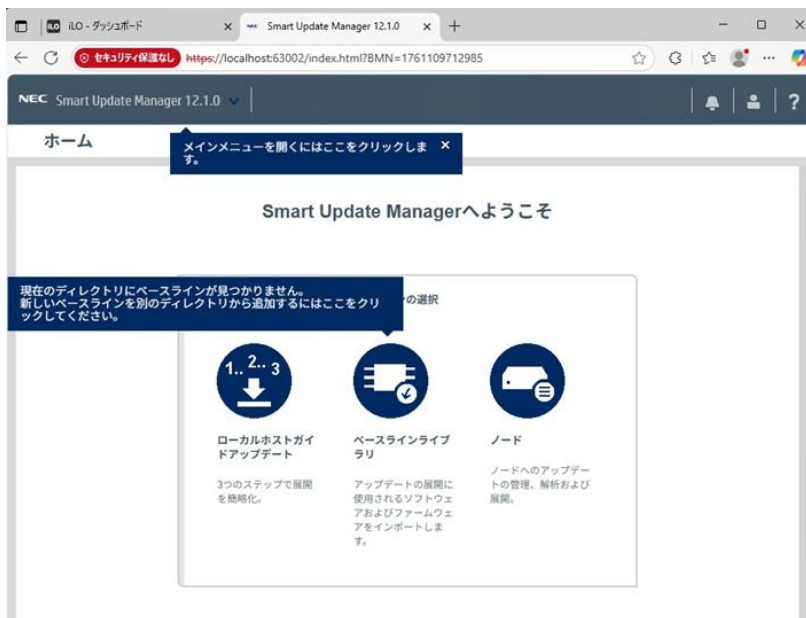 iLO - ダッシュボード
Smart Update Manager 12.1.0
セキュリティ保護なし
https://localhost:63002/index.html?BMN=1761109712985
NEC Smart Update Manager 12.1.0
ホーム
メインメニューを開くにはここをクリックしま
す。
Smart Update Managerへようこそ
現在のディレクトリにベースラインが見つかりません。
新しいベースラインを別のディレクトリから追加するにはここをクリ
ックしてください。
の選択
1.. 2.. 3
ローカルホストガイ
ドアップデート
3つのステップで展開
を簡略化。
ベースラインライブ
ラリ
アップデートの展開に
使用されるソフトウェ
アおよびファームウェ
アをインポートしま
す。
ノード
ノードへのアップデー
トの管理、解析および
展開。